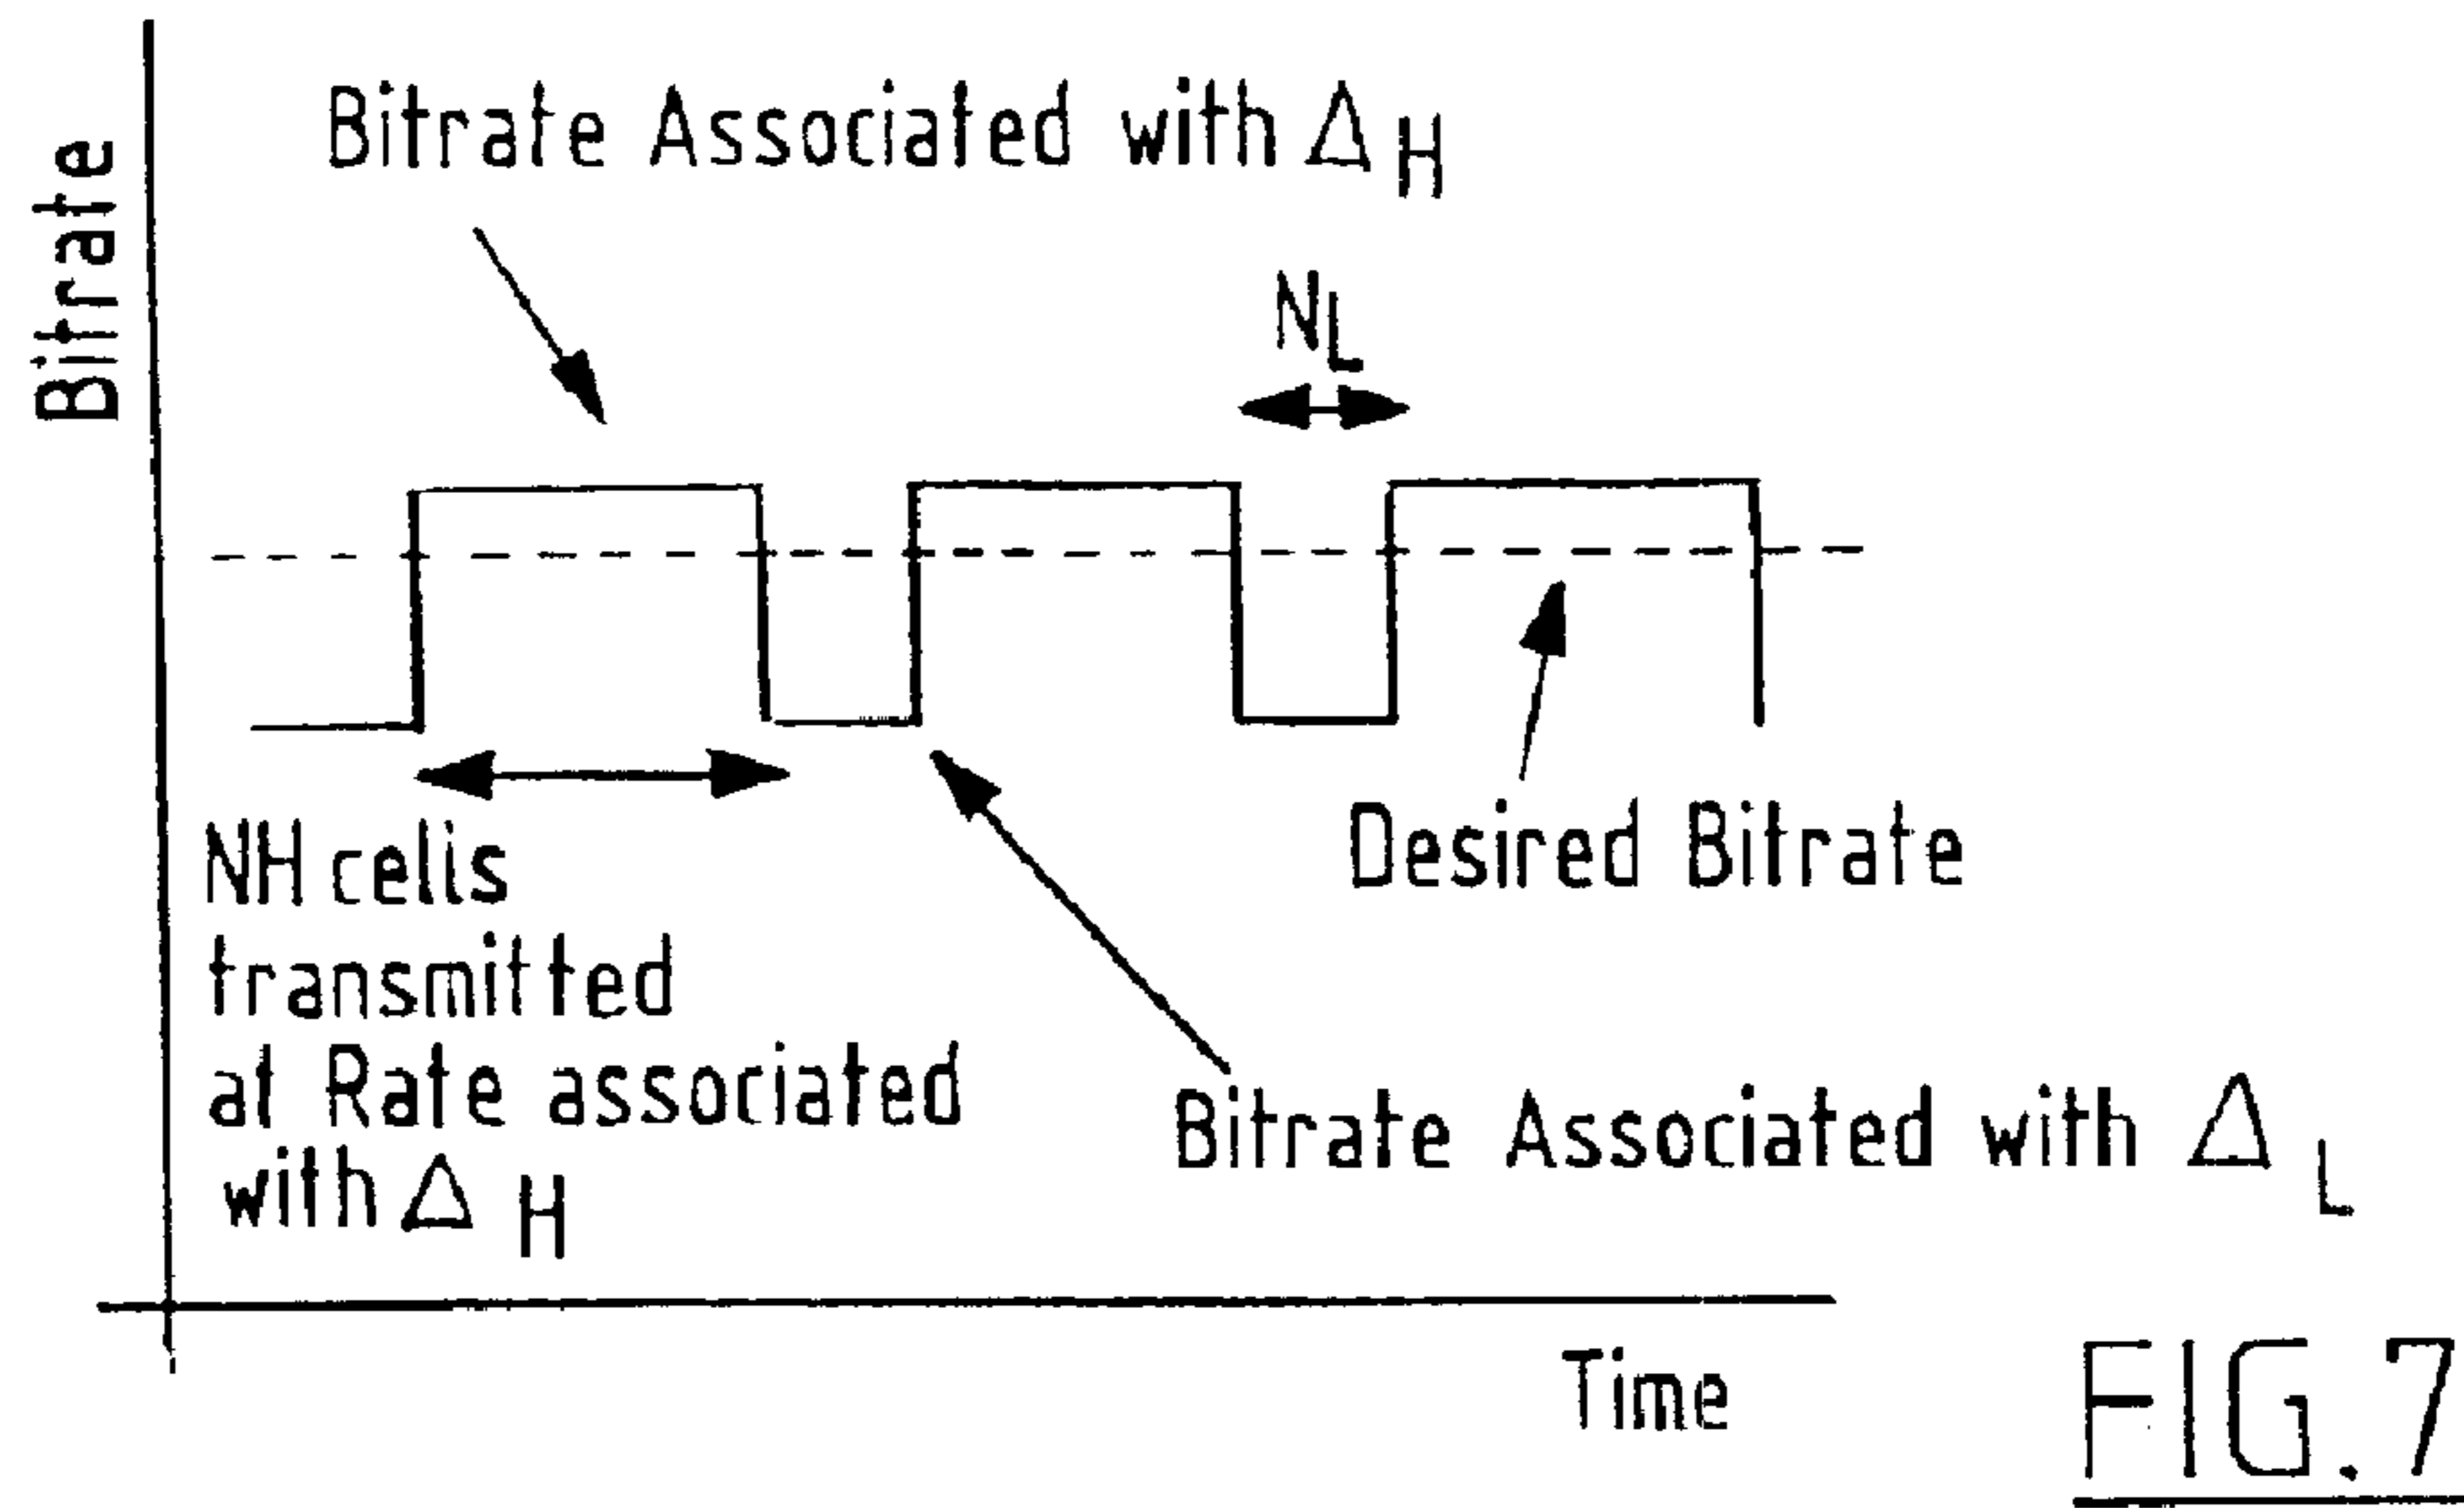 Bitrate
Bitrate Associated with Δ H
NL
NH cells
transmitted
at Rate associated
with Δ H
Desired Bitrate
Bitrate Associated with Δ L
Time
FIG.7